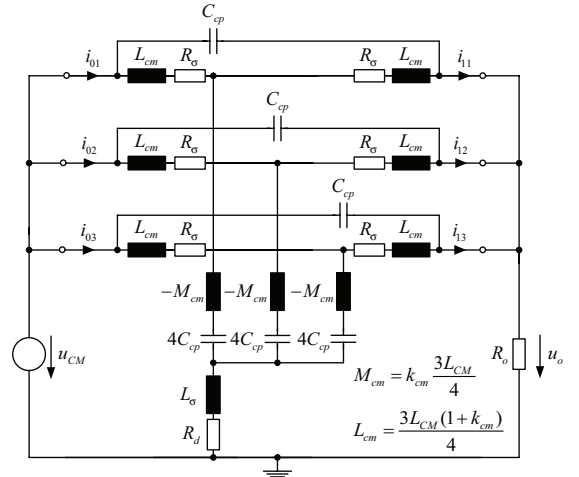 C_cp
i_01 L_cm R_σ R_σ L_cm i_11
C_cp
i_02 L_cm R_σ R_σ L_cm i_12
C_cp
i_03 L_cm R_σ R_σ L_cm i_13
−M_cm −M_cm −M_cm
4C_cp 4C_cp 4C_cp
u_CM R_o u_o
M_cm = k_cm 3L_CM/4
L_σ
L_cm = 3L_CM(1+k_cm)/4
R_d